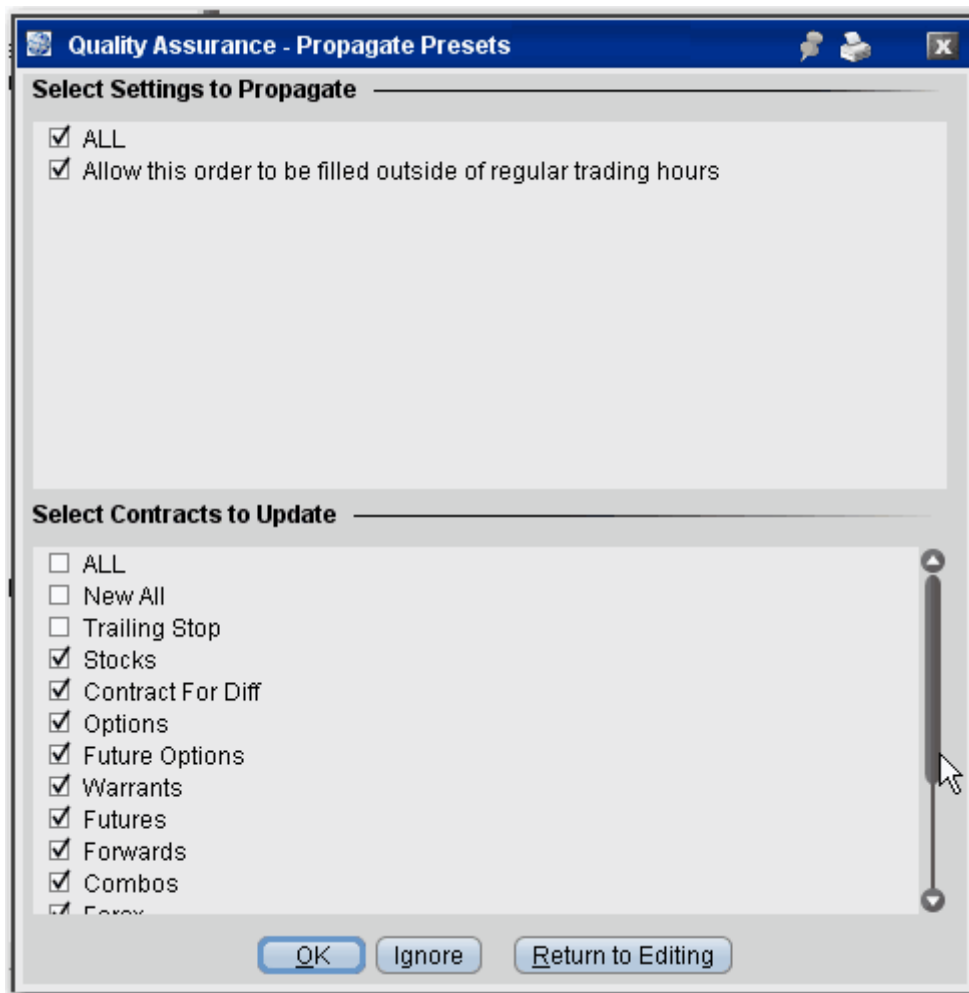 Quality Assurance - Propagate Presets
Select Settings to Propagate
ALL
Allow this order to be filled outside of regular trading hours
Select Contracts to Update
ALL
New All
Trailing Stop
Stocks
Contract For Diff
Options
Future Options
Warrants
Futures
Forwards
Combos
Forex
OK Ignore Return to Editing